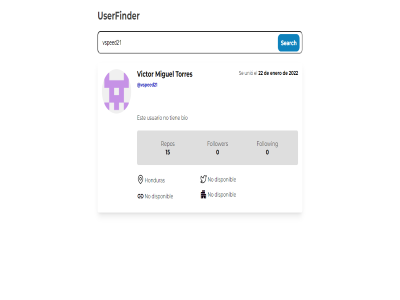 UserFinder
vspeed21
Search
Victor Miguel Torres
Se unió el 22 de enero de 2022
@vspeed21
Este usuario no tiene bio
Repos Followers Following
15 0 0
Honduras No disponible
No disponible No disponible